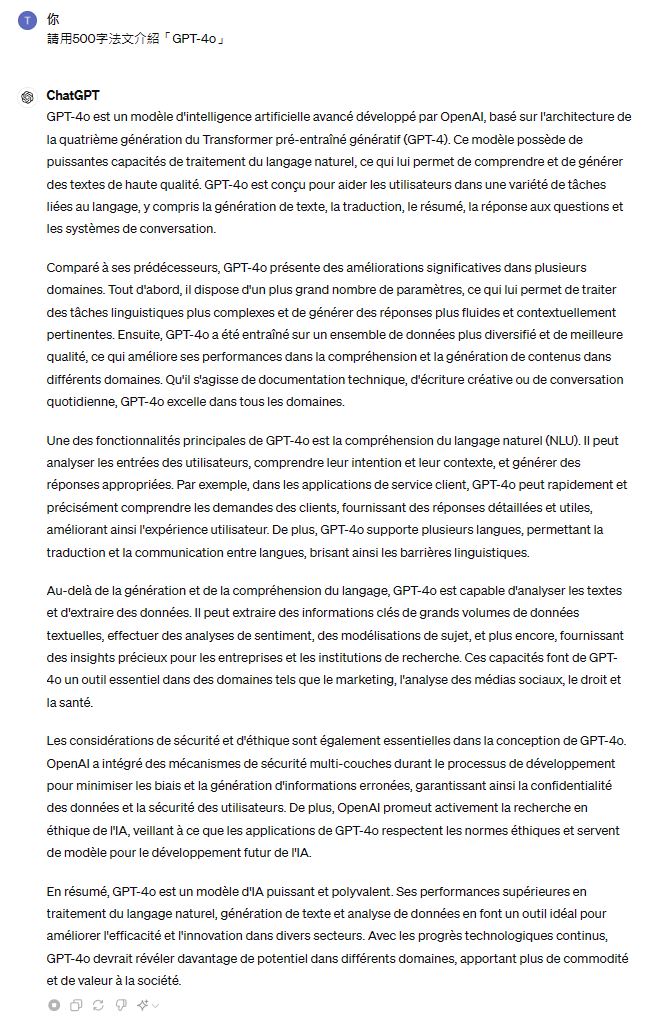 T
你
請用500字法文介紹「GPT-4o」
ChatGPT
GPT-4o est un modèle d'intelligence artificielle avancé développé par OpenAI, basé sur l'architecture de
la quatrième génération du Transformer pré-entraîné génératif (GPT-4). Ce modèle possède de
puissantes capacités de traitement du langage naturel, ce qui lui permet de comprendre et de générer
des textes de haute qualité. GPT-4o est conçu pour aider les utilisateurs dans une variété de tâches
liées au langage, y compris la génération de texte, la traduction, le résumé, la réponse aux questions et
les systèmes de conversation.
Comparé à ses prédécesseurs, GPT-4o présente des améliorations significatives dans plusieurs
domaines. Tout d'abord, il dispose d'un plus grand nombre de paramètres, ce qui lui permet de traiter
des tâches linguistiques plus complexes et de générer des réponses plus fluides et contextuellement
pertinentes. Ensuite, GPT-4o a été entraîné sur un ensemble de données plus diversifié et de meilleure
qualité, ce qui améliore ses performances dans la compréhension et la génération de contenus dans
différents domaines. Qu'il s'agisse de documentation technique, d'écriture créative ou de conversation
quotidienne, GPT-4o excelle dans tous les domaines.
Une des fonctionnalités principales de GPT-4o est la compréhension du langage naturel (NLU). Il peut
analyser les entrées des utilisateurs, comprendre leur intention et leur contexte, et générer des
réponses appropriées. Par exemple, dans les applications de service client, GPT-4o peut rapidement et
précisément comprendre les demandes des clients, fournissant des réponses détaillées et utiles,
améliorant ainsi l'expérience utilisateur. De plus, GPT-4o supporte plusieurs langues, permettant la
traduction et la communication entre langues, brisant ainsi les barrières linguistiques.
Au-delà de la génération et de la compréhension du langage, GPT-4o est capable d'analyser les textes
et d'extraire des données. Il peut extraire des informations clés de grands volumes de données
textuelles, effectuer des analyses de sentiment, des modélisations de sujet, et plus encore, fournissant
des insights précieux pour les entreprises et les institutions de recherche. Ces capacités font de GPT-
4o un outil essentiel dans des domaines tels que le marketing, l'analyse des médias sociaux, le droit et
la santé.
Les considérations de sécurité et d'éthique sont également essentielles dans la conception de GPT-4o.
OpenAI a intégré des mécanismes de sécurité multi-couches durant le processus de développement
pour minimiser les biais et la génération d'informations erronées, garantissant ainsi la confidentialité
des données et la sécurité des utilisateurs. De plus, OpenAI promeut activement la recherche en
éthique de l'IA, veillant à ce que les applications de GPT-4o respectent les normes éthiques et servent
de modèle pour le développement futur de l'IA.
En résumé, GPT-4o est un modèle d'IA puissant et polyvalent. Ses performances supérieures en
traitement du langage naturel, génération de texte et analyse de données en font un outil idéal pour
améliorer l'efficacité et l'innovation dans divers secteurs. Avec les progrès technologiques continus,
GPT-4o devrait révéler davantage de potentiel dans différents domaines, apportant plus de commodité
et de valeur à la société.